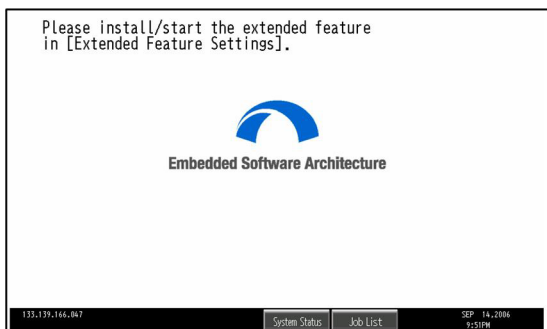 Please install/start the extended feature
in [Extended Feature Settings].
Embedded Software Architecture
133.139.166.047
System Status
Job List
SEP 14,2006
9:51PM